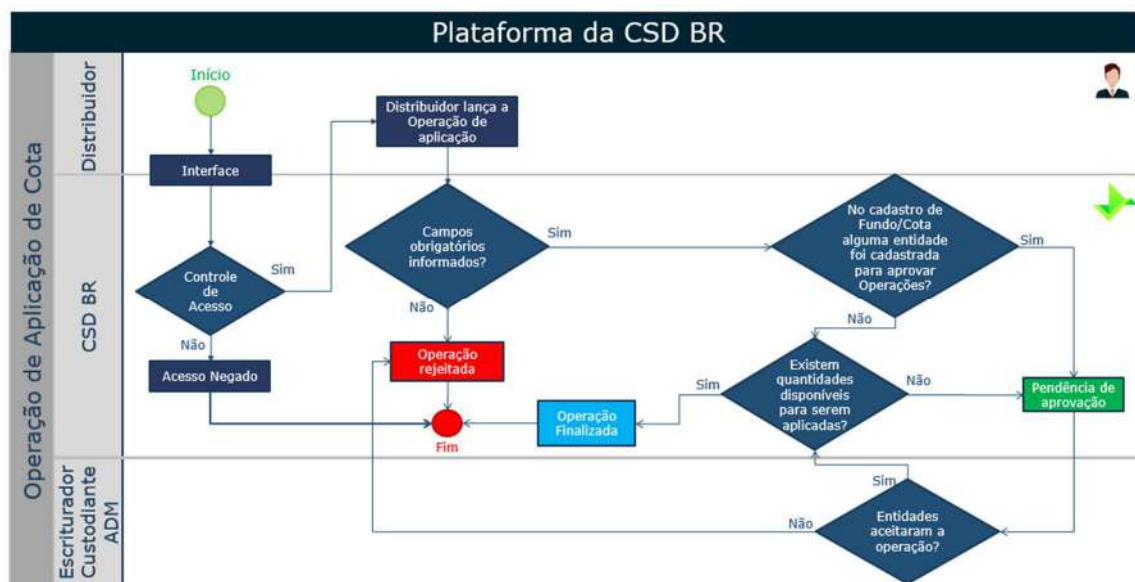 Plataforma da CSD BR
Operação de Aplicação de Cota
Distribuidor
Início
Distribuidor lança a
Operação de
aplicação
Interface
CSD BR
Controle
de
Acesso
Sim
Não
Acesso Negado
Campos
obrigatórios
informados?
Sim
Não
No cadastro de
Fundo/Cota
alguma entidade
foi cadastrada
para aprovar
Operações?
Sim
Não
Operação
rejeitada
Existem
quantidades
disponíveis
para serem
aplicadas?
Sim
Não
Pendência de
aprovação
Operação
Finalizada
Fim
Escriturador
Custodiante
ADM
Sim
Entidades
aceitaram a
operação?
Não